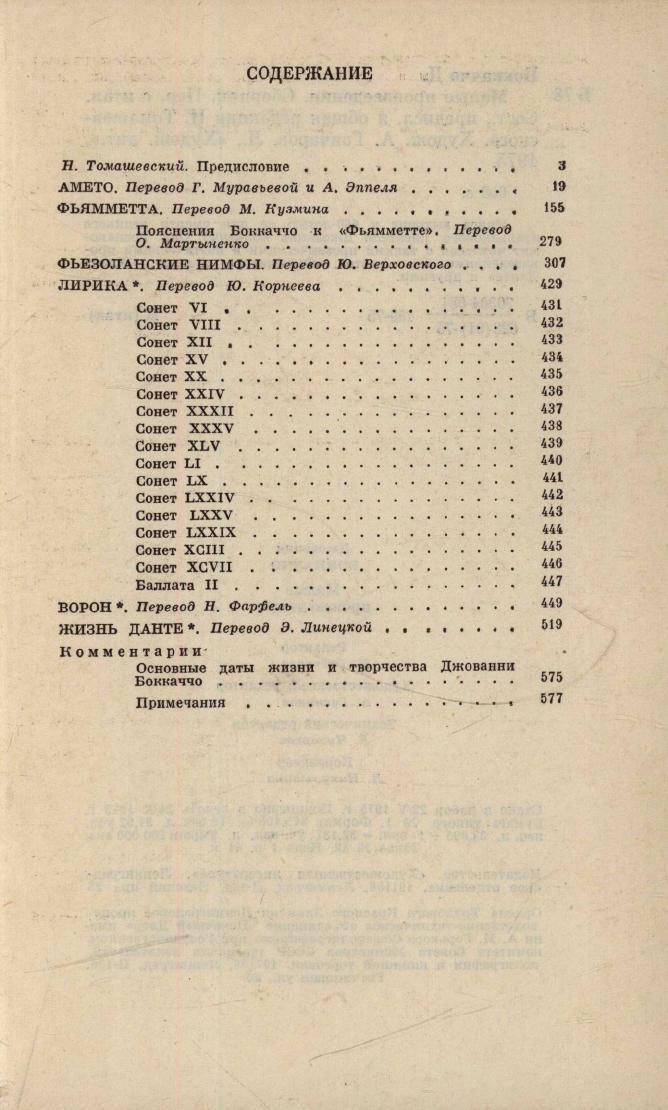 СОДЕРЖАНИЕ
Н. Томашевский. Предисловие . . . . . . . . . . . 3
АМЕТО. Перевод Г. Муравьевой и А. Эппеля . . . . . . 19
ФЬЯММЕТТА. Перевод М. Кузмина . . . . . . . . . 155
Пояснения Боккаччо к «Фьямметте». Перевод
О. Мартыненко . . . . . . . . . . . . . 279
ФЬЕЗОЛАНСКИЕ НИМФЫ. Перевод Ю. Верховского . . . . 307
ЛИРИКА *. Перевод Ю. Корнеева . . . . . . . . . 429
Сонет VI . . . . . . . . . . . . . . . 431
Сонет VIII . . . . . . . . . . . . . . 432
Сонет XII . . . . . . . . . . . . . . 433
Сонет XV . . . . . . . . . . . . . . . 434
Сонет XX . . . . . . . . . . . . . . . 435
Сонет XXIV . . . . . . . . . . . . . . 436
Сонет XXXII . . . . . . . . . . . . . 437
Сонет XXXV . . . . . . . . . . . . . 438
Сонет XLV . . . . . . . . . . . . . . 439
Сонет LI . . . . . . . . . . . . . . . 440
Сонет LX . . . . . . . . . . . . . . . 441
Сонет LXXIV . . . . . . . . . . . . . 442
Сонет LXXV . . . . . . . . . . . . . 443
Сонет LXXIX . . . . . . . . . . . . . 444
Сонет XCIII . . . . . . . . . . . . . . 445
Сонет XCVII . . . . . . . . . . . . . 446
Баллата II . . . . . . . . . . . . . . 447
ВОРОН *. Перевод Н. Фарфель . . . . . . . . . . . 449
ЖИЗНЬ ДАНТЕ *. Перевод Э. Линецкой . . . . . . . 519
Комментарии
Основные даты жизни и творчества Джованни
Боккаччо . . . . . . . . . . . . . . . 575
Примечания . . . . . . . . . . . . . . 577